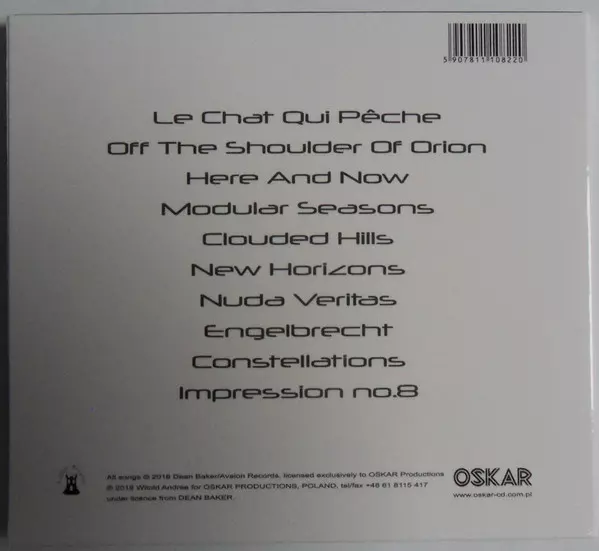 5 907811 108220
Le Chat Qui Pêche
Off The Shoulder Of Orion
Here And Now
Modular Seasons
Clouded Hills
New Horizons
Nuda Veritas
Engelbrecht
Constellations
Impression no.8
All songs © 2018 Dean Baker/Avalon Records, licensed exclusively to OSKAR Productions
℗ 2018 Witold Andree for OSKAR PRODUCTIONS, POLAND, tel/fax +48 61 8115 417
under licence from DEAN BAKER
OSKAR
www.oskar-cd.com.pl